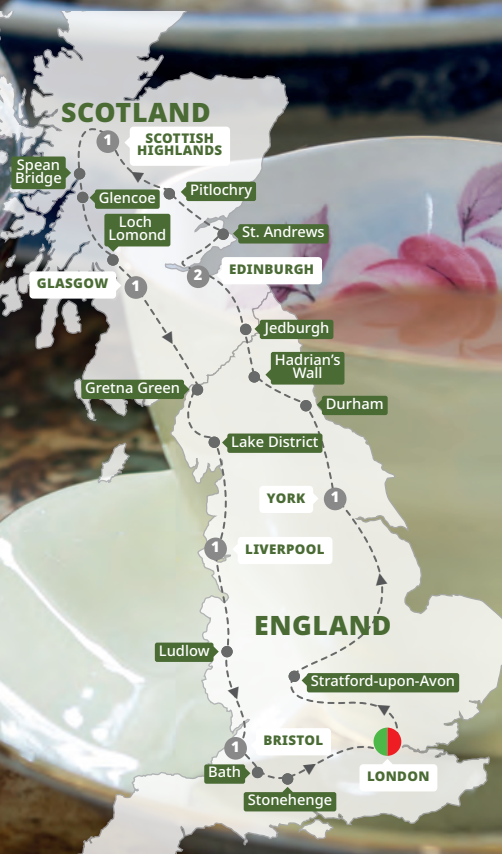 SCOTLAND
1
SCOTTISH
HIGHLANDS
Spean
Bridge
Pitlochry
Glencoe
Loch
Lomond
St. Andrews
EDINBURGH
2
GLASGOW
1
Jedburgh
Hadrian's
Wall
Gretna Green
Durham
Lake District
YORK
1
1
LIVERPOOL
ENGLAND
Ludlow
Stratford-upon-Avon
1
BRISTOL
Bath
LONDON
Stonehenge